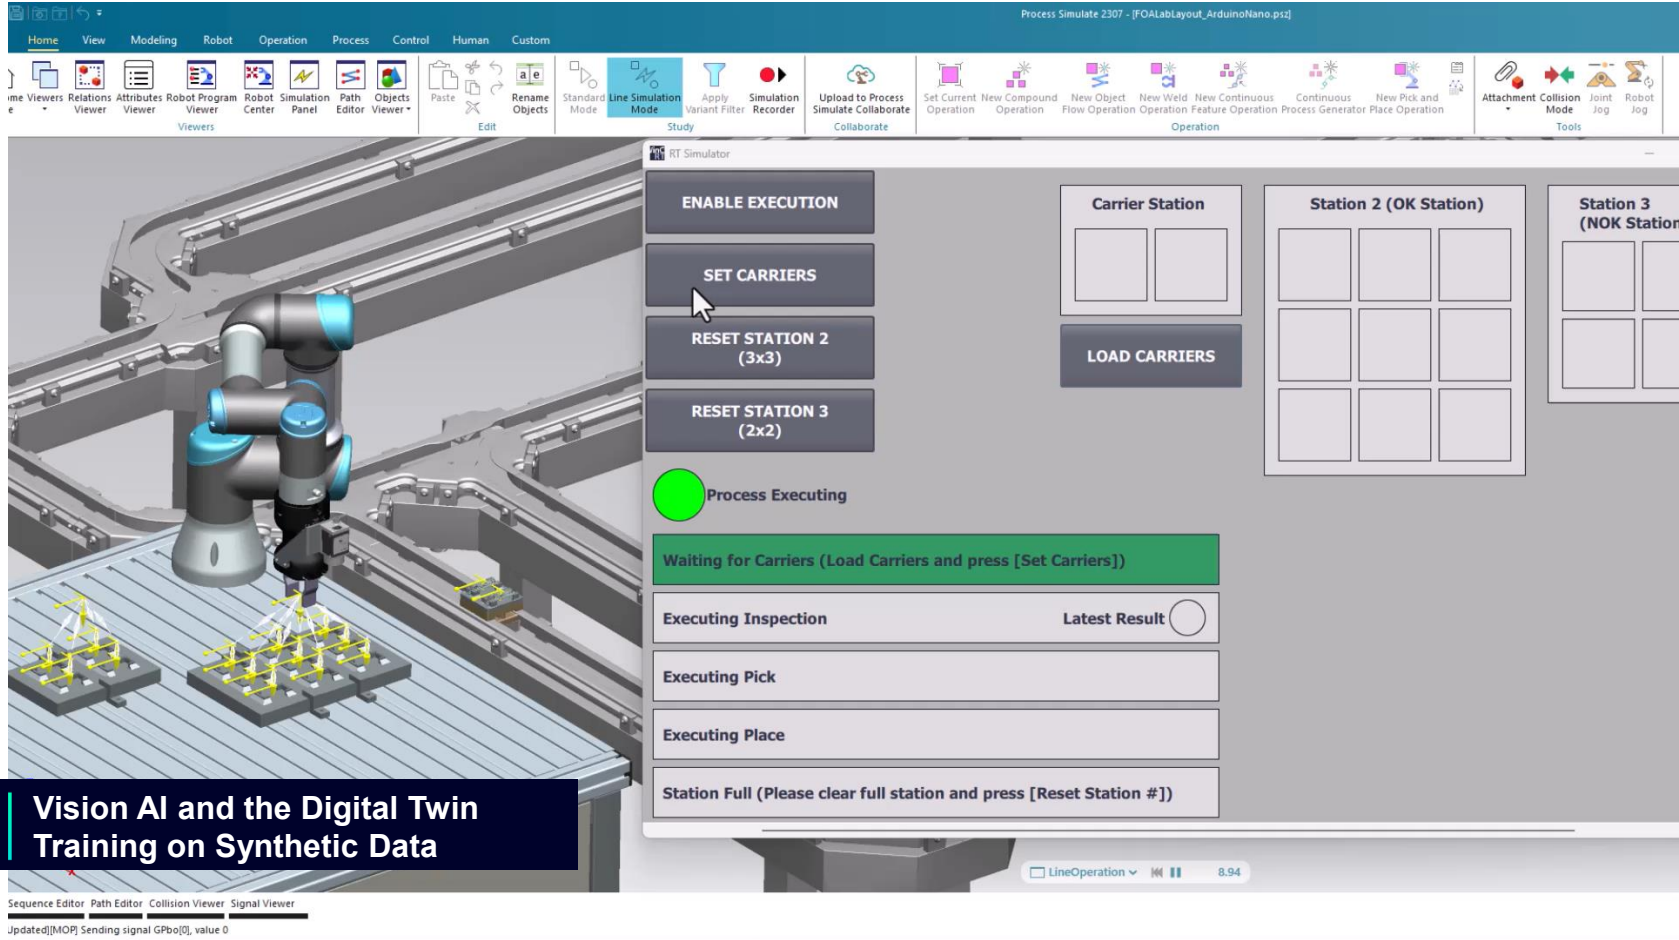 Process Simulate 2307 - [FOALabLayout_ArduinoNano.psz]
Home View Modeling Robot Operation Process Control Human Custom
Viewers
Relations Viewer
Attributes Viewer
Robot Program Viewer
Robot Center
Simulation Panel
Path Editor
Objects Viewer
Viewers
Paste
Rename Objects
Edit
Standard Mode
Line Simulation Mode
Apply Variant Filter
Simulation Recorder
Study
Upload to Process Simulate Collaborate
Collaborate
Set Current Operation
New Compound Operation
New Object Flow Operation
New Weld Operation
New Continuous Feature Operation
Continuous Process Generator
New Pick and Place Operation
Operation
Attachment
Collision Mode
Joint Jog
Robot Jog
Tools
RT Simulator
ENABLE EXECUTION
SET CARRIERS
RESET STATION 2
(3x3)
RESET STATION 3
(2x2)
Carrier Station
LOAD CARRIERS
Station 2 (OK Station)
Station 3
(NOK Station
Process Executing
Waiting for Carriers (Load Carriers and press [Set Carriers])
Executing Inspection Latest Result
Executing Pick
Executing Place
Station Full (Please clear full station and press [Reset Station #])
Vision AI and the Digital Twin
Training on Synthetic Data
LineOperation 8.94
Sequence Editor Path Editor Collision Viewer Signal Viewer
Updated][MOP] Sending signal GPbo[0], value 0